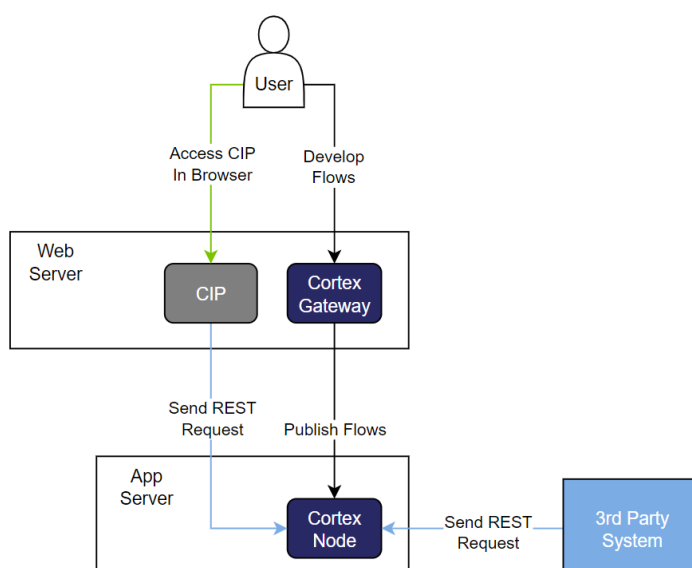 User
Access CIP
In Browser
Develop
Flows
Web
Server
CIP
Cortex
Gateway
Send REST
Request
Publish Flows
App
Server
Cortex
Node
Send REST
Request
3rd Party
System